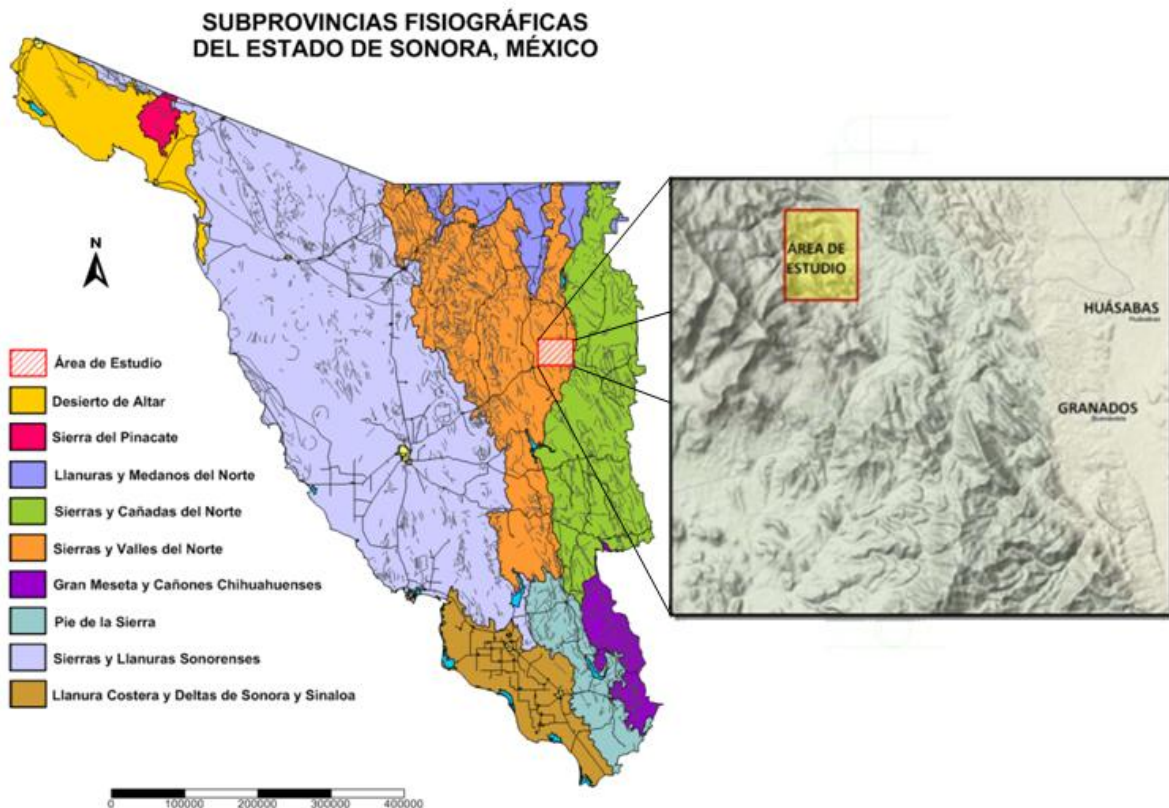 SUBPROVINCIAS FISIOGRÁFICAS
DEL ESTADO DE SONORA, MÉXICO
N
ÁREA DE
ESTUDIO
HUÁSABAS
Huásabas
GRANADOS
Área de Estudio
Desierto de Altar
Sierra del Pinacate
Llanuras y Medanos del Norte
Sierras y Cañadas del Norte
Sierras y Valles del Norte
Gran Meseta y Cañones Chihuahuenses
Pie de la Sierra
Sierras y Llanuras Sonorenses
Llanura Costera y Deltas de Sonora y Sinaloa
0 100000 200000 300000 400000